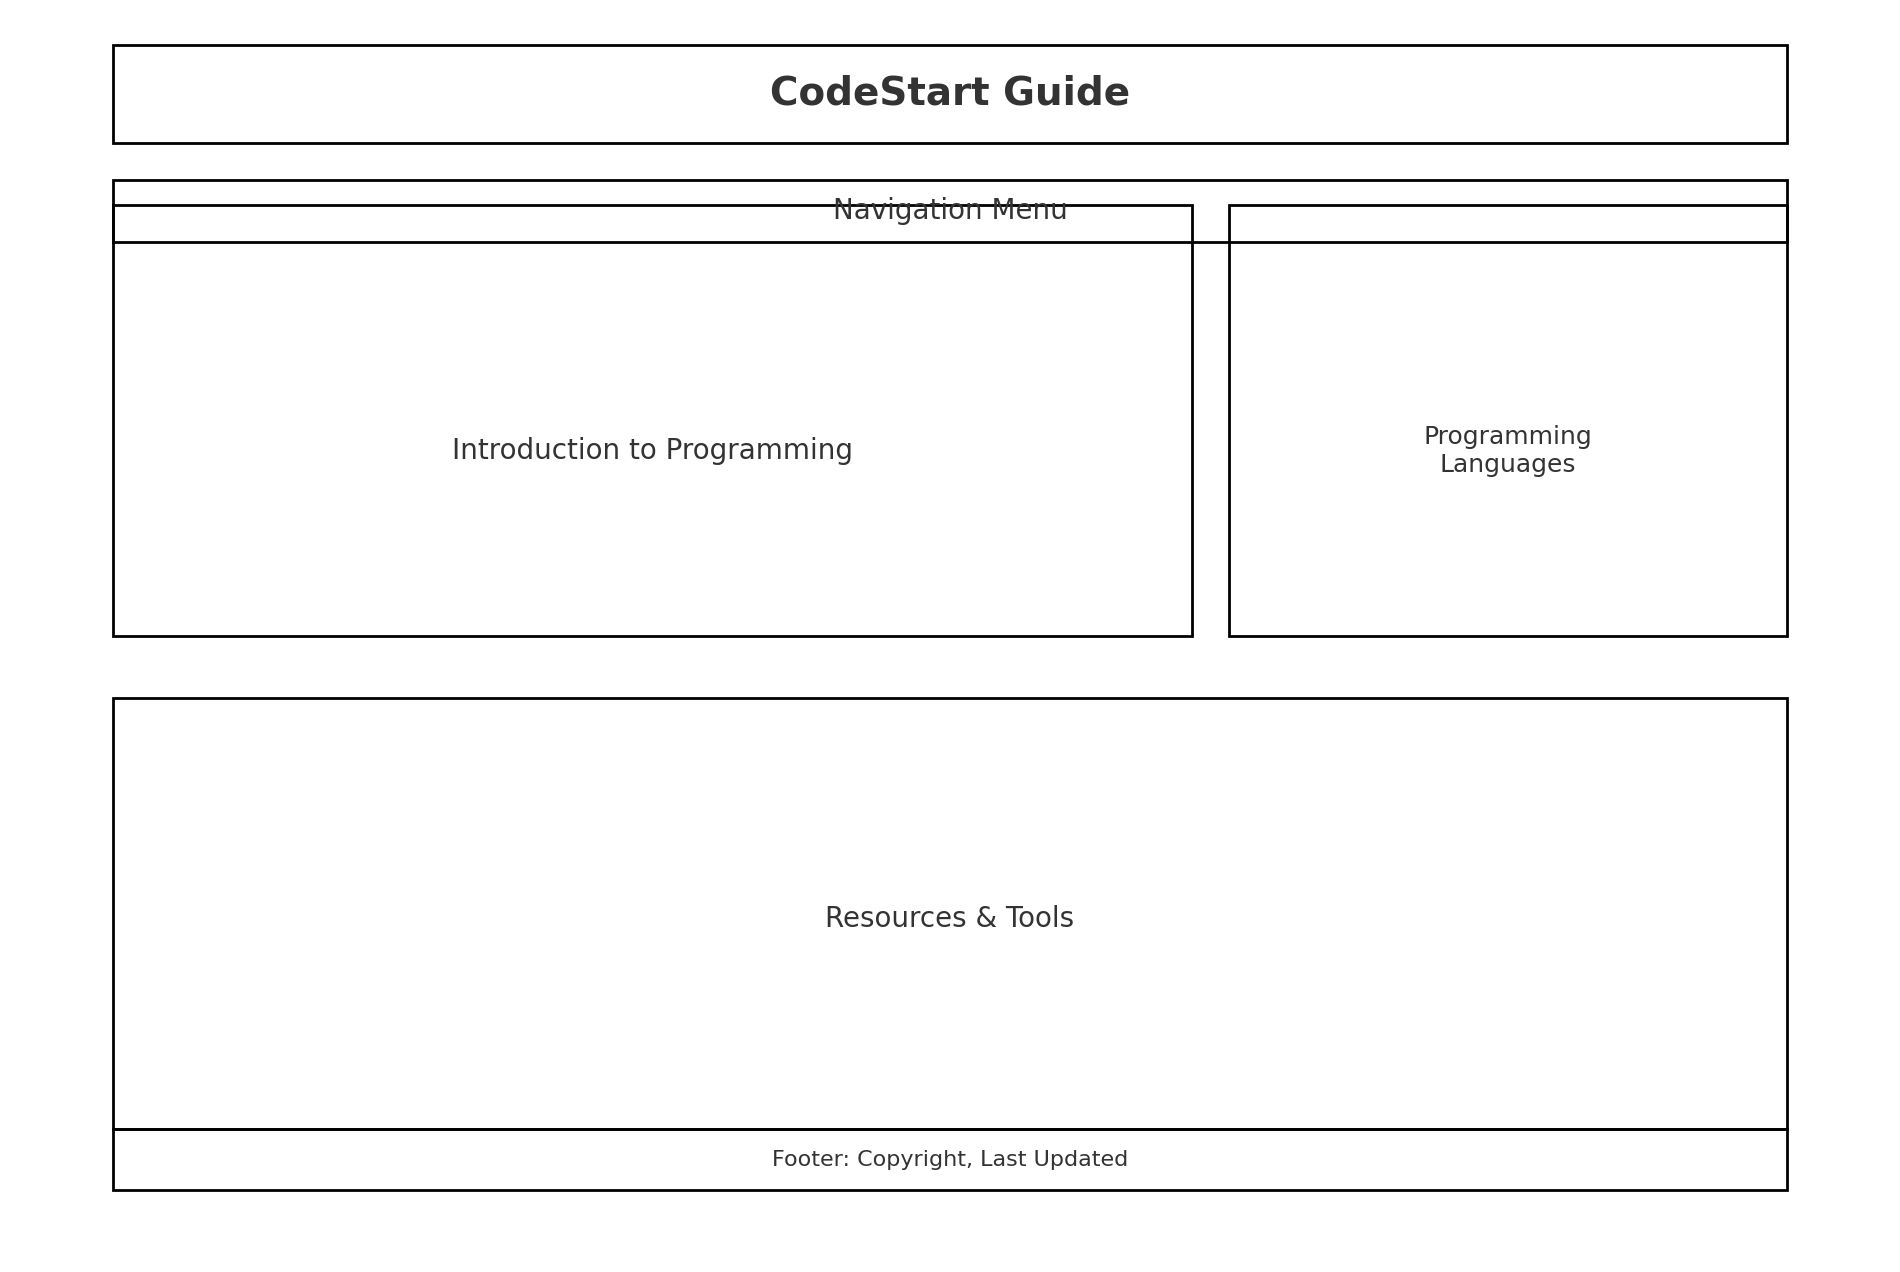 CodeStart Guide
Navigation Menu
Introduction to Programming
Programming
Languages
Resources & Tools
Footer: Copyright, Last Updated